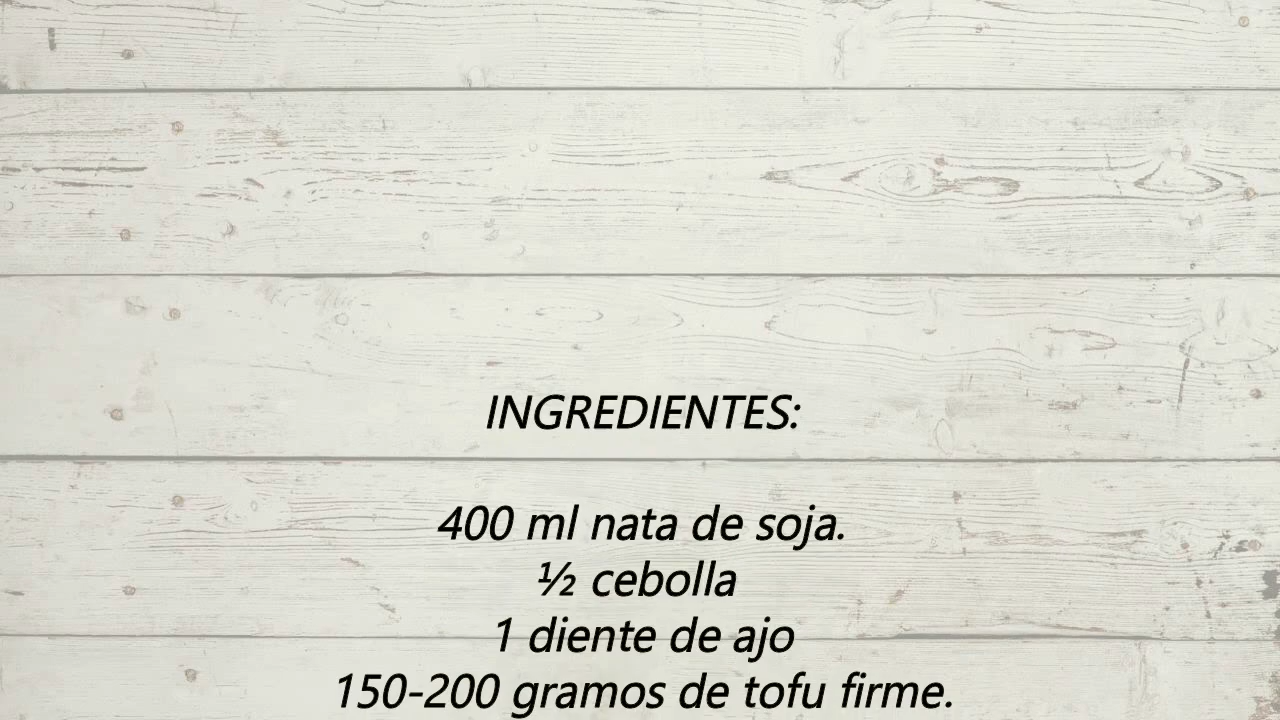 INGREDIENTES:
400 ml nata de soja.
½ cebolla
1 diente de ajo
150-200 gramos de tofu firme.